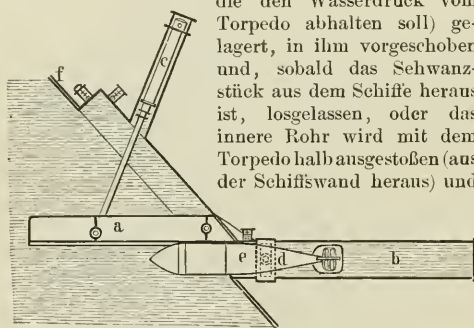 die den Wasserdruck vom
Torpedo abhalten soll) ge-
lagert, in ihm vorgeschoben
und, sobald das Schwanz-
stück aus dem Schiffe heraus
ist, losgelassen, oder das
innere Rohr wird mit dem
Torpedo halb ausgestoßen (aus
der Schiffswand heraus) und
f
c
a
e
d
b